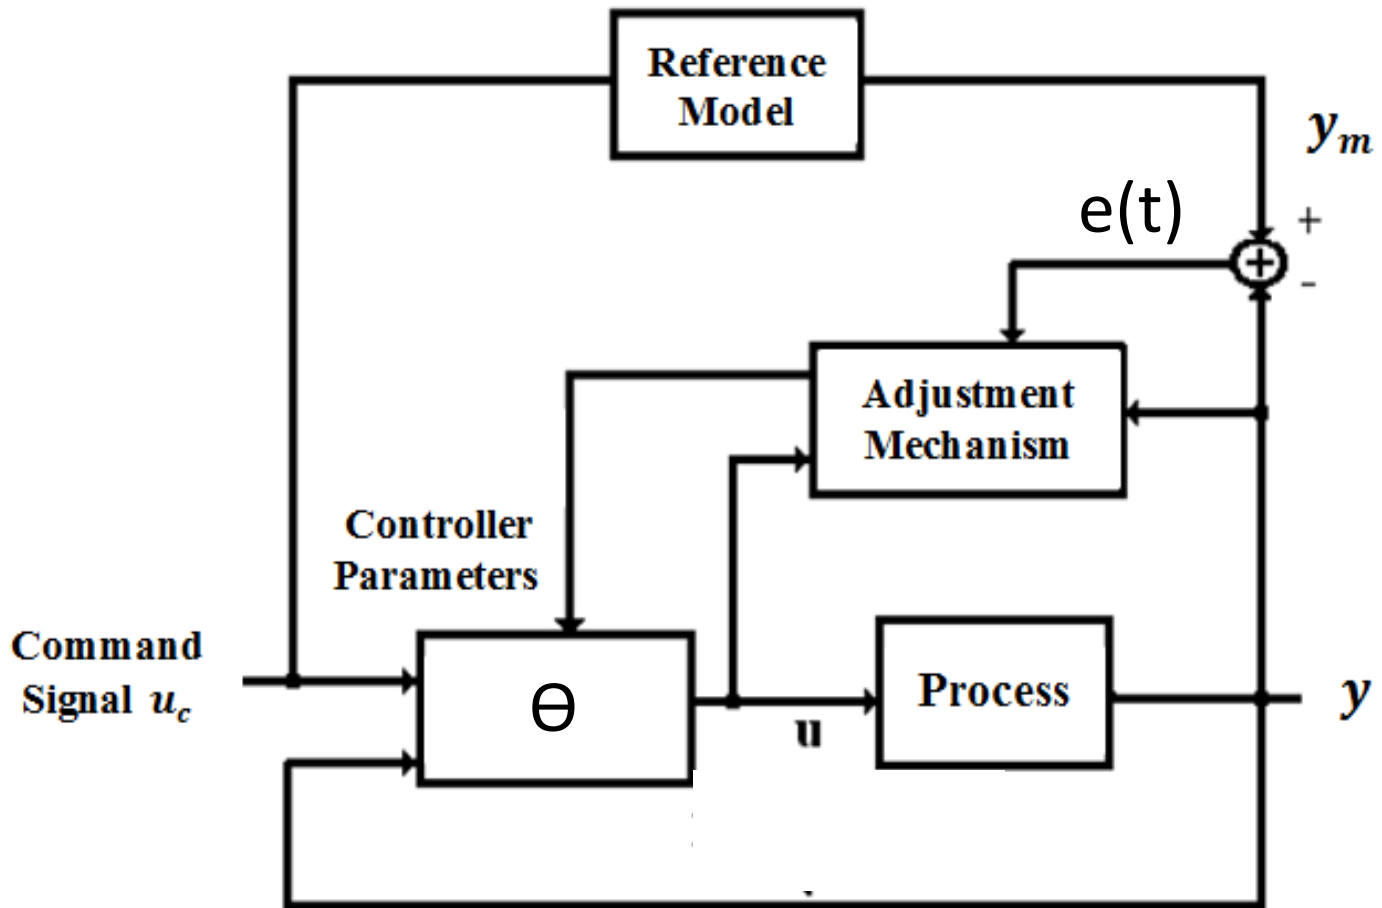 Reference
Model
y_m
e(t)
+
+
-
Adjustment
Mechanism
Controller
Parameters
Command
Signal u_c
Θ
u
Process
y